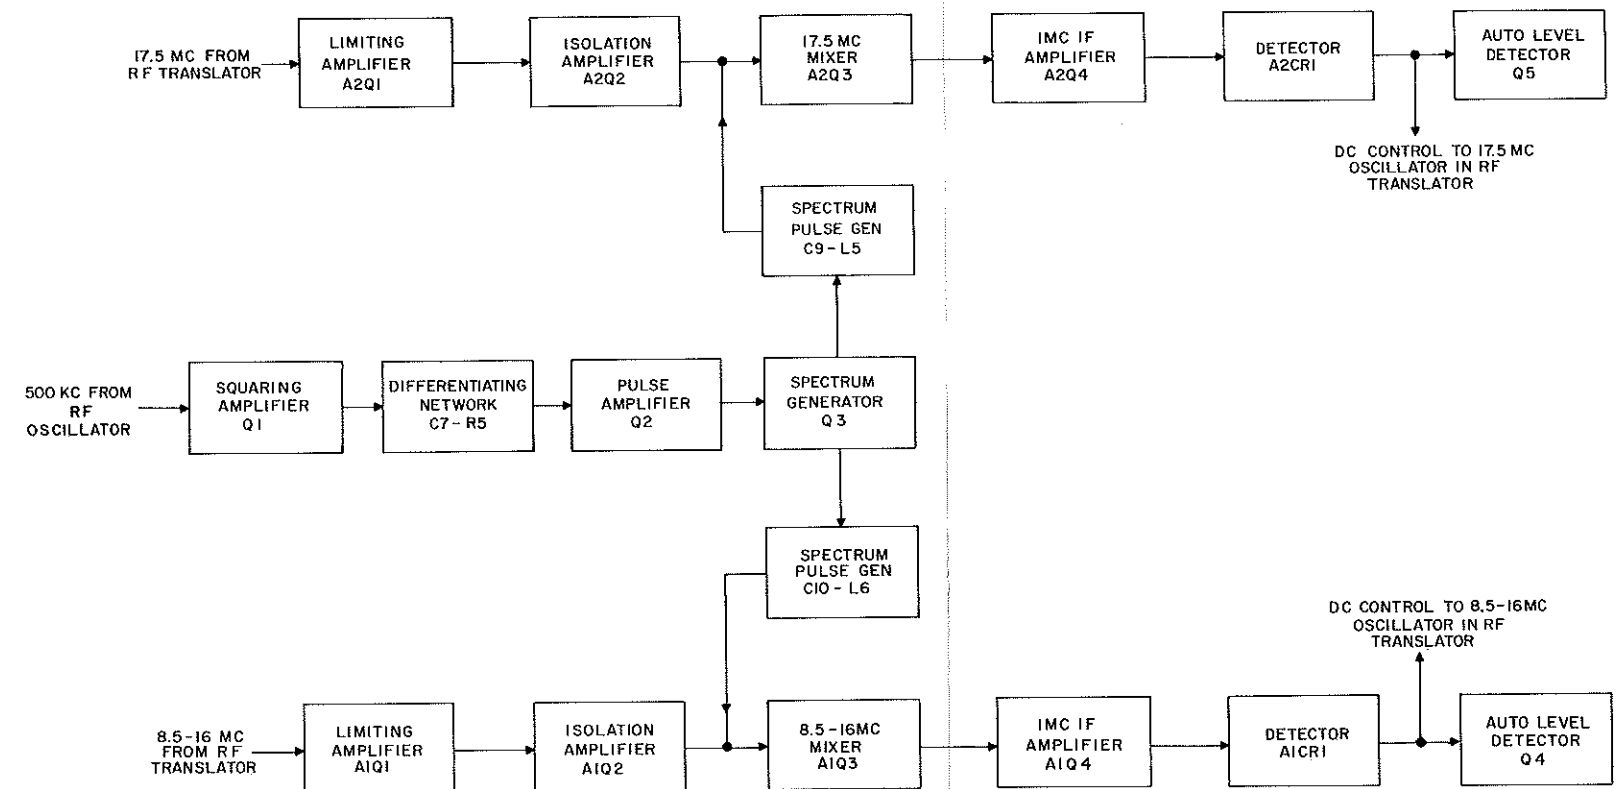 17.5 MC FROM
RF TRANSLATOR
LIMITING
AMPLIFIER
A2Q1
ISOLATION
AMPLIFIER
A2Q2
17.5 MC
MIXER
A2Q3
IMC IF
AMPLIFIER
A2Q4
DETECTOR
A2CR1
AUTO LEVEL
DETECTOR
Q5
DC CONTROL TO 17.5 MC
OSCILLATOR IN RF
TRANSLATOR
SPECTRUM
PULSE GEN
C9-L5
500 KC FROM
RF
OSCILLATOR
SQUARING
AMPLIFIER
Q1
DIFFERENTIATING
NETWORK
C7-R5
PULSE
AMPLIFIER
Q2
SPECTRUM
GENERATOR
Q3
SPECTRUM
PULSE GEN
C10-L6
DC CONTROL TO 8.5-16MC
OSCILLATOR IN RF
TRANSLATOR
8.5-16 MC
FROM RF
TRANSLATOR
LIMITING
AMPLIFIER
A1Q1
ISOLATION
AMPLIFIER
A1Q2
8.5-16MC
MIXER
A1Q3
IMC IF
AMPLIFIER
A1Q4
DETECTOR
A1CR1
AUTO LEVEL
DETECTOR
Q4